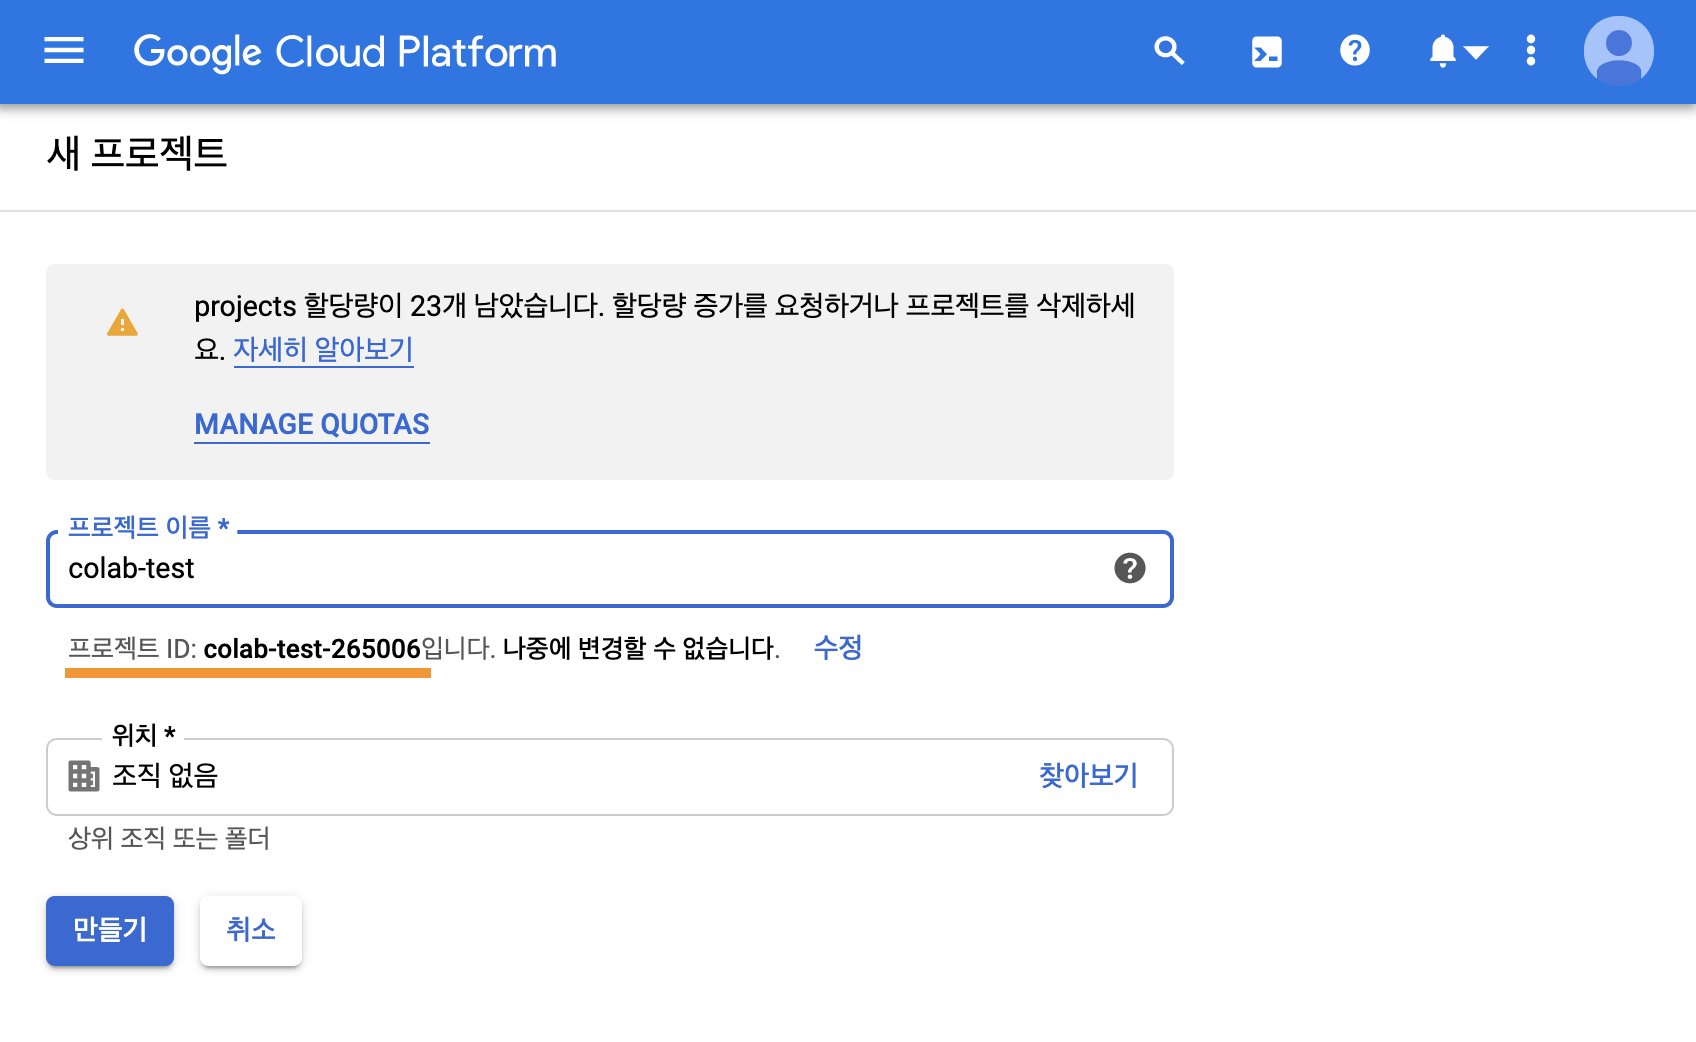 Google Cloud Platform
새 프로젝트
projects 할당량이 23개 남았습니다. 할당량 증가를 요청하거나 프로젝트를 삭제하세
요. 자세히 알아보기
MANAGE QUOTAS
프로젝트 이름 *
colab-test
프로젝트 ID: colab-test-265006입니다. 나중에 변경할 수 없습니다. 수정
위치 *
조직 없음 찾아보기
상위 조직 또는 폴더
만들기 취소